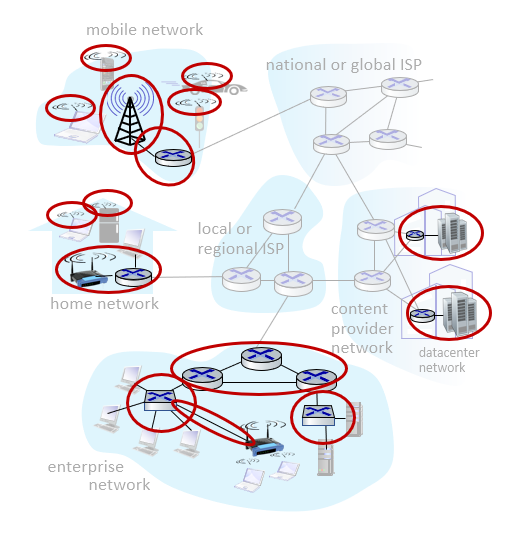 mobile network
national or global ISP
local or
regional ISP
home network
content
provider
network
datacenter
network
enterprise
network